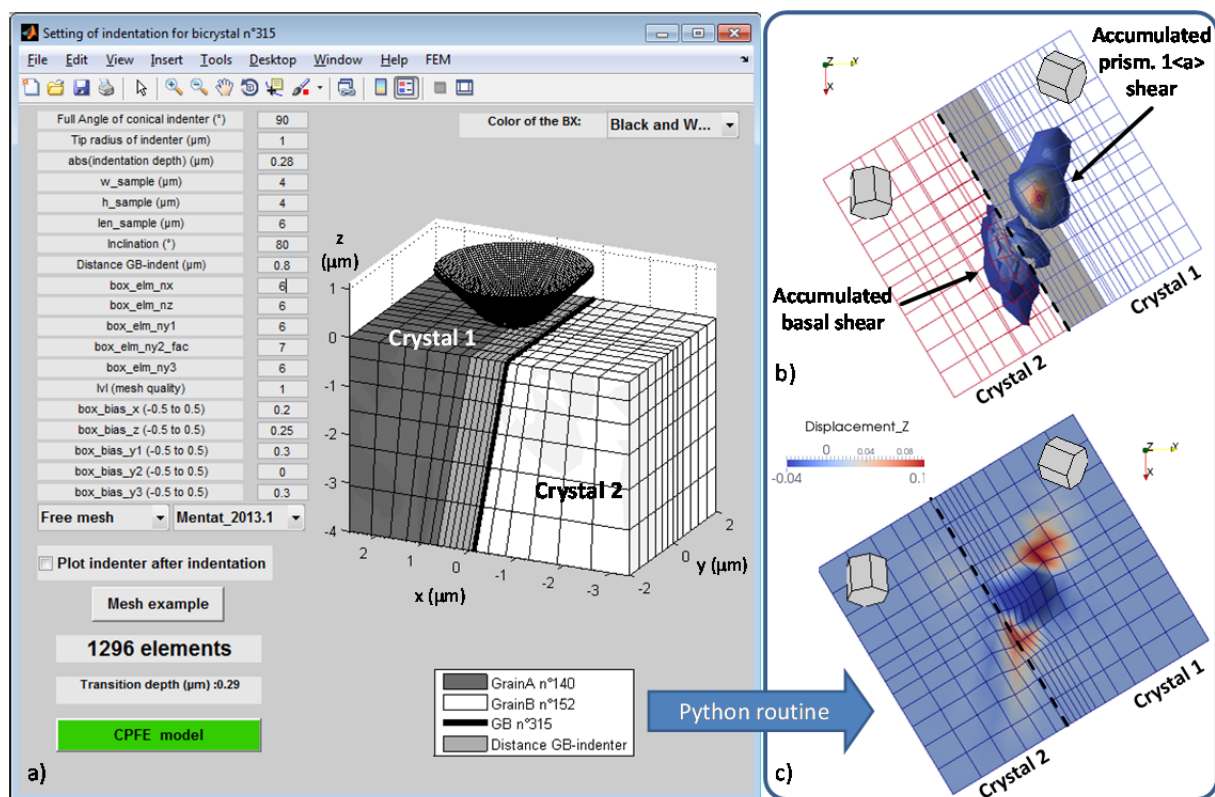 Setting of indentation for bicrystal n°315
File Edit View Insert Tools Desktop Window Help FEM
Full Angle of conical indenter (°) 90
Tip radius of indenter (µm) 1
abs(indentation depth) (µm) 0.28
w_sample (µm) 4
h_sample (µm) 4
len_sample (µm) 6
Inclination (°) 80
Distance GB-indent (µm) 0.8
box_elm_nx 6
box_elm_nz 6
box_elm_ny1 6
box_elm_ny2_fac 7
box_elm_ny3 6
lvl (mesh quality) 1
box_bias_x (-0.5 to 0.5) 0.2
box_bias_z (-0.5 to 0.5) 0.25
box_bias_y1 (-0.5 to 0.5) 0.3
box_bias_y2 (-0.5 to 0.5) 0
box_bias_y3 (-0.5 to 0.5) 0.3
Free mesh Mentat_2013.1
Plot indenter after indentation
Mesh example
1296 elements
Transition depth (µm) :0.29
CPFE model
a)
Color of the BX: Black and W...
z
(µm)
1
0
-1
-2
-3
-4
Crystal 1
Crystal 2
2 1 0 -1 -2 -3
x (µm)
-2 0 2
y (µm)
GrainA n°140
GrainB n°152
GB n°315
Distance GB-indenter
Python routine
Z Y
X
Accumulated
prism. 1<a>
shear
Accumulated
basal shear
Crystal 1
Crystal 2
b)
Displacement_Z
0 0.04 0.08
-0.04 0.1
Z Y
X
Crystal 1
Crystal 2
c)